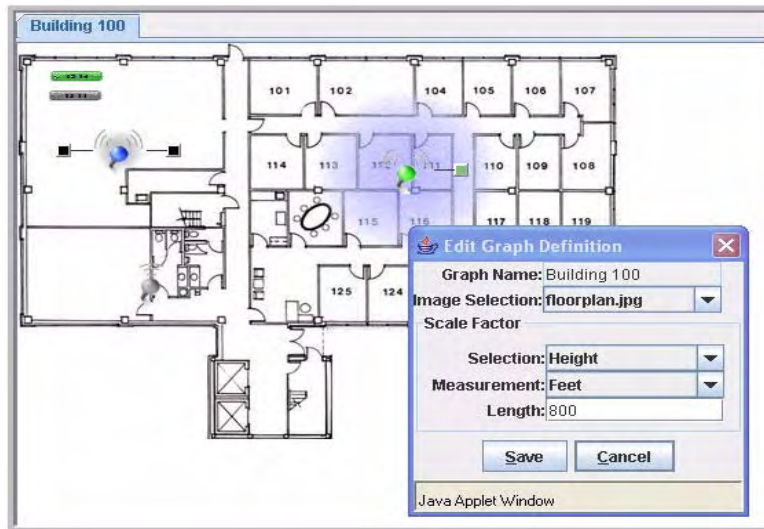 Building 100
101 102 104 105 106 107
114 113 112 111 110 109 108
115 116 117 118 119
125 124
Edit Graph Definition
Graph Name: Building 100
Image Selection: floorplan.jpg
Scale Factor
Selection: Height
Measurement: Feet
Length: 800
Save Cancel
Java Applet Window